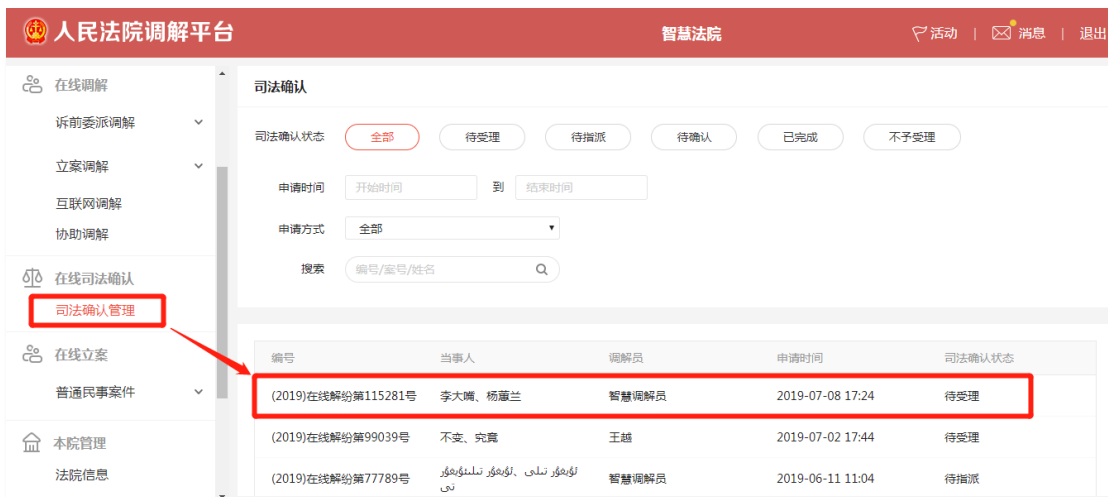 人民法院调解平台
智慧法院
活动 | 消息 | 退出
在线调解
诉前委派调解
立案调解
互联网调解
协助调解
在线司法确认
司法确认管理
在线立案
普通民事案件
本院管理
法院信息
司法确认
司法确认状态 全部 待受理 待指派 待确认 已完成 不予受理
申请时间 开始时间 到 结束时间
申请方式 全部
搜索 编号/案号/姓名
编号 当事人 调解员 申请时间 司法确认状态
(2019)在线解纷第115281号 李大嘴、杨蕙兰 智慧调解员 2019-07-08 17:24 待受理
(2019)在线解纷第99039号 不变、究竟 王越 2019-07-02 17:44 待受理
(2019)在线解纷第77789号 ئۇيغۇر تىلى 、ئۇيغۇر تىلىئۇيغۇر 智慧调解员 2019-06-11 11:04 待指派
تى